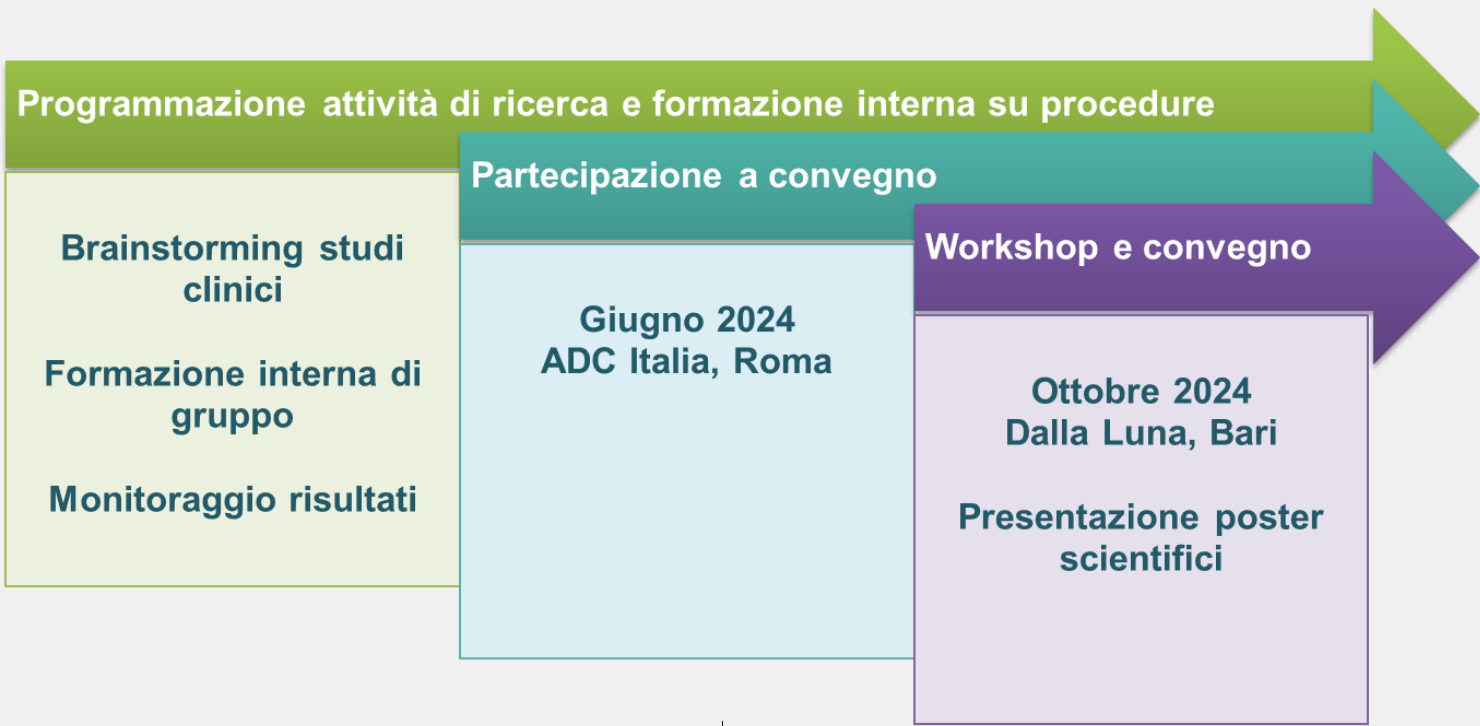 Programmazione attività di ricerca e formazione interna su procedure
Partecipazione a convegno
Workshop e convegno
Brainstorming studi
clinici
Formazione interna di
gruppo
Monitoraggio risultati
Giugno 2024
ADC Italia, Roma
Ottobre 2024
Dalla Luna, Bari
Presentazione poster
scientifici